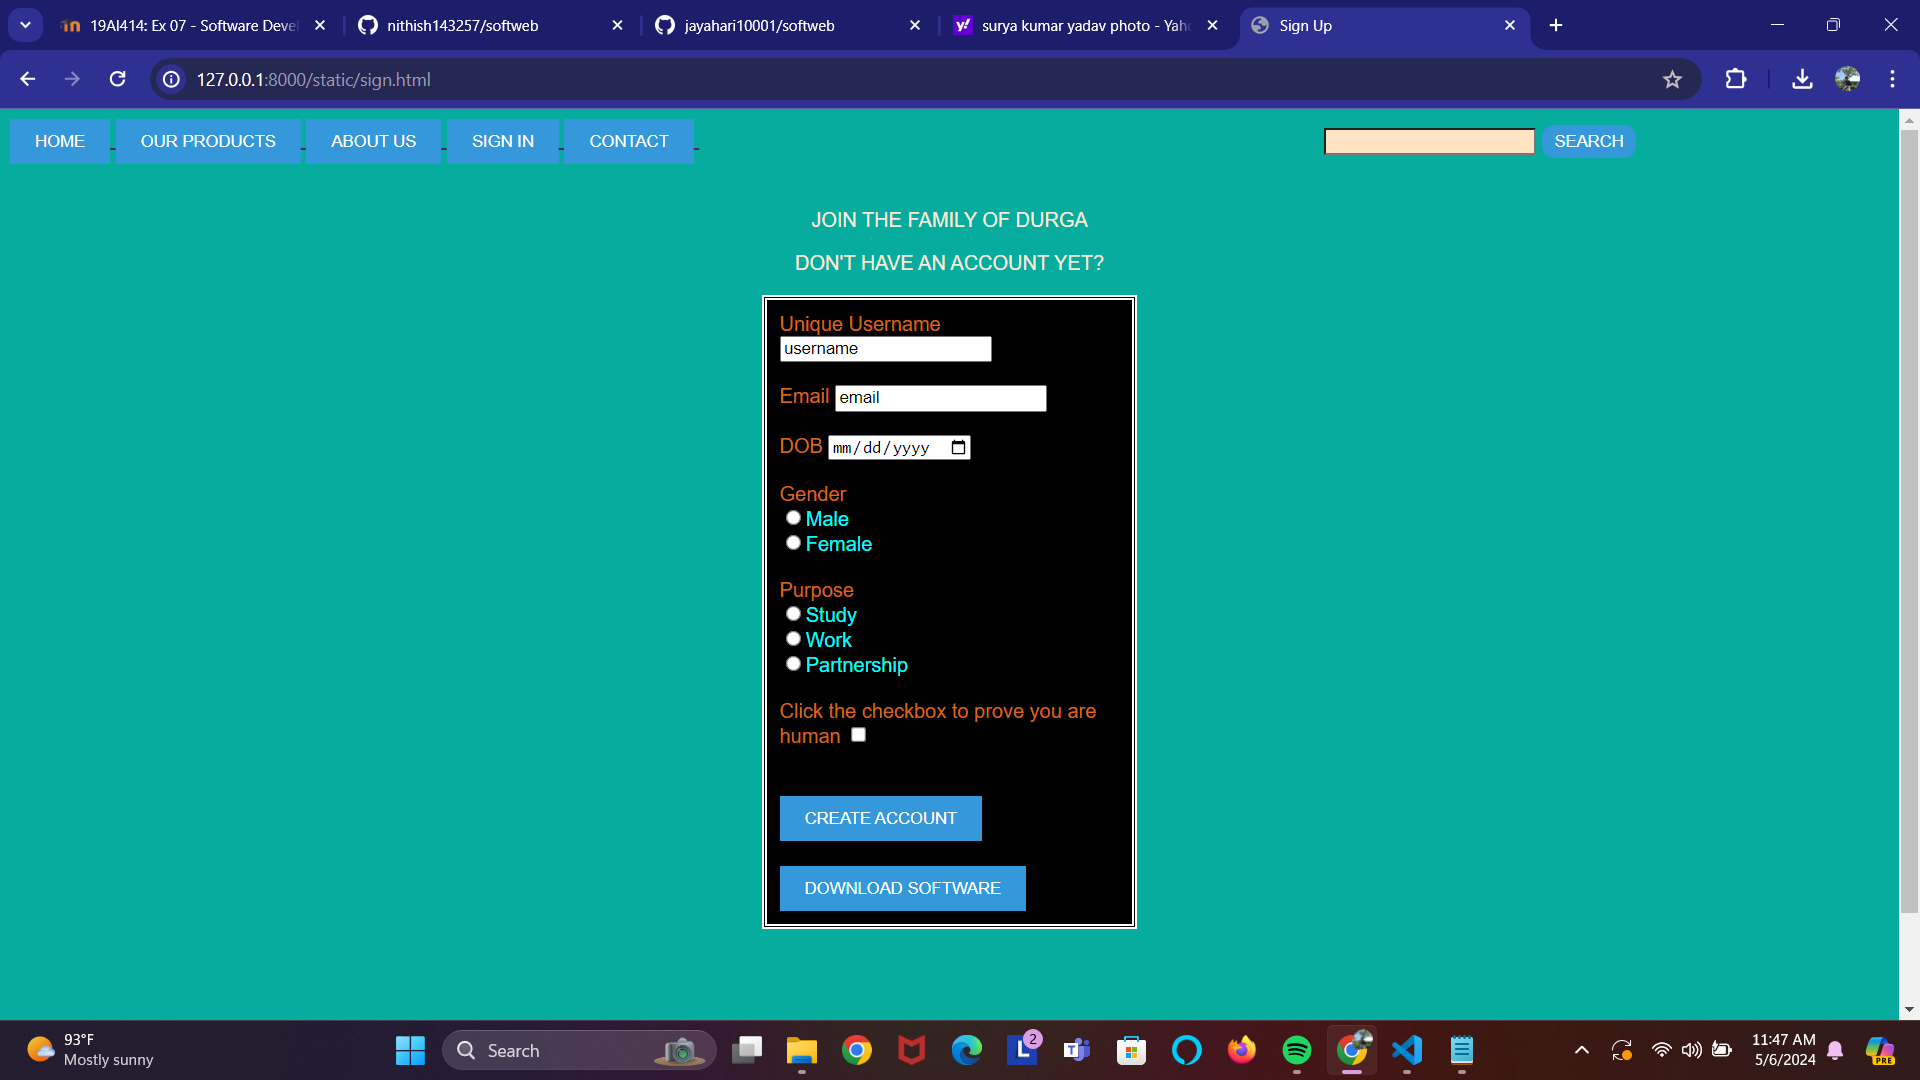 19AI414: Ex 07 - Software Deve
nithish143257/softweb
jayahari10001/softweb
surya kumar yadav photo - Yah
Sign Up
127.0.0.1:8000/static/sign.html
HOME
OUR PRODUCTS
ABOUT US
SIGN IN
CONTACT
SEARCH
JOIN THE FAMILY OF DURGA
DON'T HAVE AN ACCOUNT YET?
Unique Username
username
Email email
DOB mm/dd/yyyy
Gender
Male
Female
Purpose
Study
Work
Partnership
Click the checkbox to prove you are
human
CREATE ACCOUNT
DOWNLOAD SOFTWARE
93°F
Mostly sunny
Search
L 2
T
PRE
11:47 AM
5/6/2024